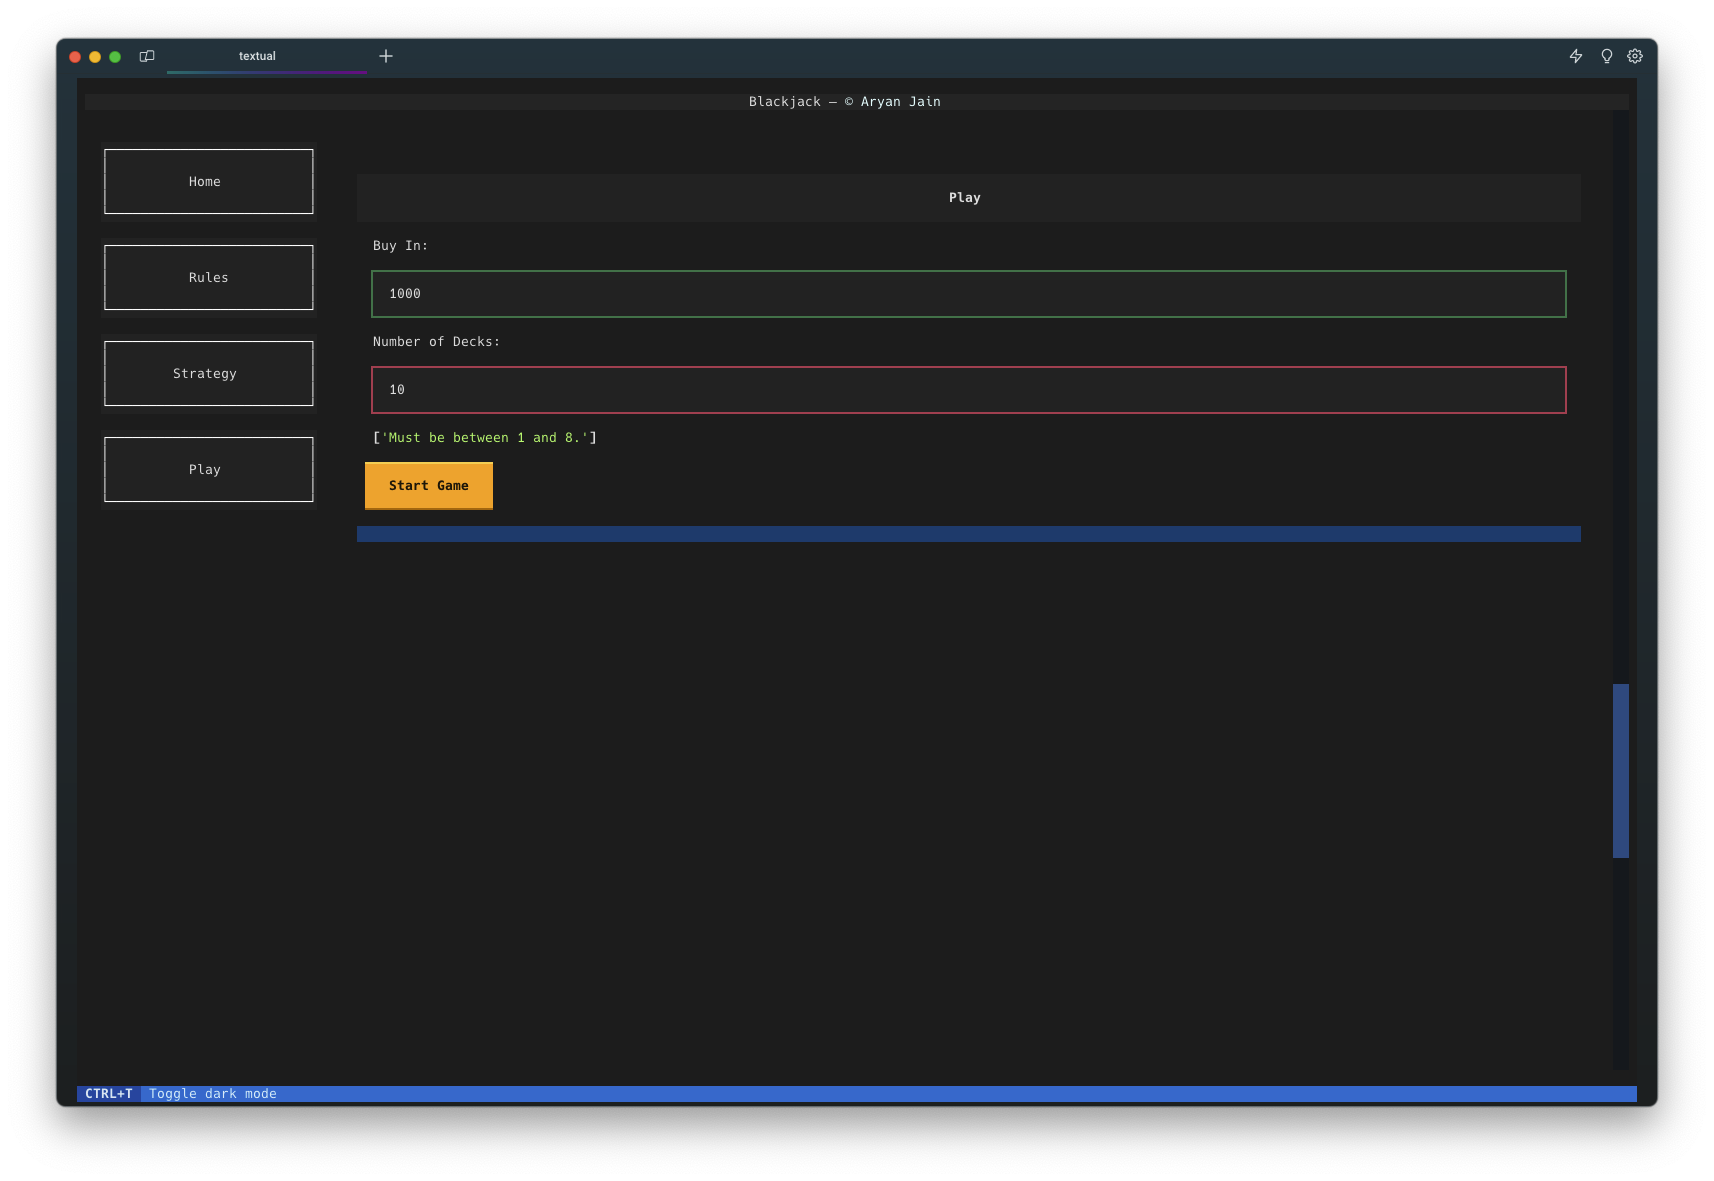 textual
Blackjack — © Aryan Jain
Home
Rules
Strategy
Play
Play
Buy In:
1000
Number of Decks:
10
['Must be between 1 and 8.']
Start Game
CTRL+T Toggle dark mode